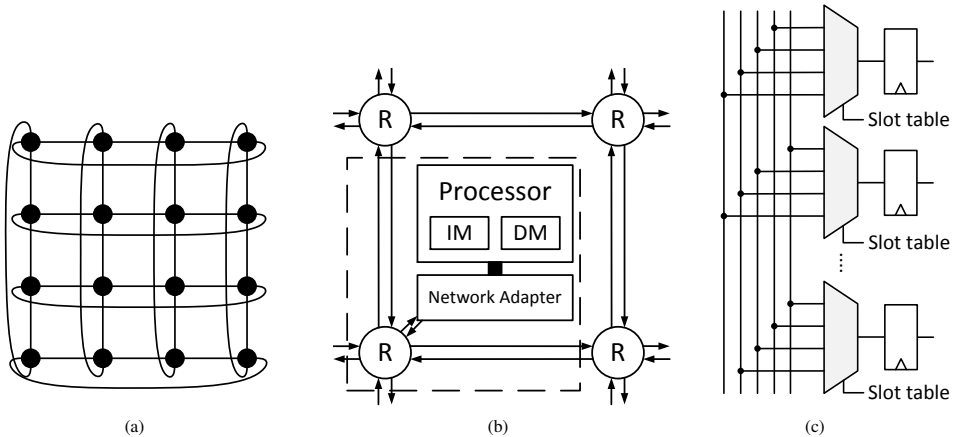 R
R
Processor
IM
DM
Network Adapter
R
R
Slot table
Slot table
Slot table
(a)
(b)
(c)